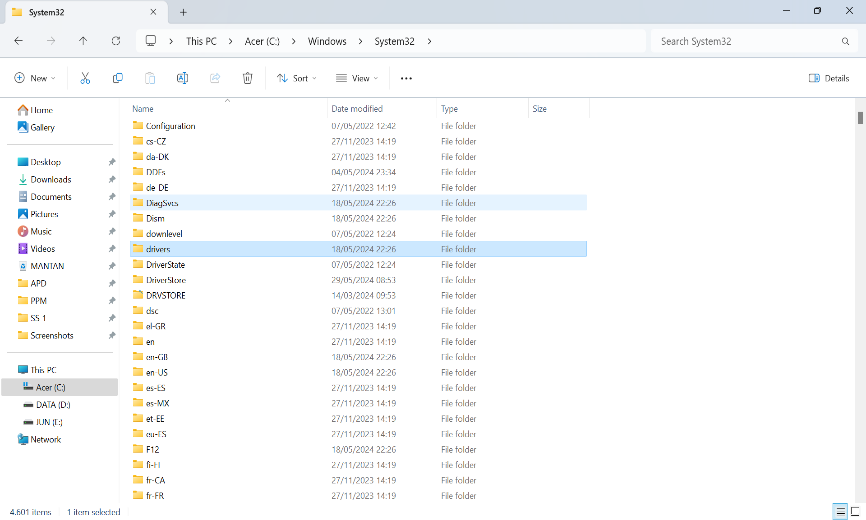 System32
This PC > Acer (C:) > Windows > System32 >
Search System32
New
Sort
View
Details
Name Date modified Type Size
Home
Gallery
Desktop
Downloads
Documents
Pictures
Music
Videos
MANTAN
APD
PPM
SS 1
Screenshots
This PC
Acer (C:)
DATA (D:)
JUN (E:)
Network
Configuration 07/05/2022 12:42 File folder
cs-CZ 27/11/2023 14:19 File folder
da-DK 27/11/2023 14:19 File folder
DDFs 04/05/2024 23:34 File folder
de-DE 27/11/2023 14:19 File folder
DiagSvcs 18/05/2024 22:26 File folder
Dism 18/05/2024 22:26 File folder
downlevel 07/05/2022 12:24 File folder
drivers 18/05/2024 22:26 File folder
DriverState 07/05/2022 12:24 File folder
DriverStore 29/05/2024 08:53 File folder
DRVSTORE 14/03/2024 09:53 File folder
dsc 07/05/2022 13:01 File folder
el-GR 27/11/2023 14:19 File folder
en 27/11/2023 14:19 File folder
en-GB 18/05/2024 22:26 File folder
en-US 18/05/2024 22:26 File folder
es-ES 27/11/2023 14:19 File folder
es-MX 27/11/2023 14:19 File folder
et-EE 27/11/2023 14:19 File folder
eu-ES 27/11/2023 14:19 File folder
F12 18/05/2024 22:26 File folder
fi-FI 27/11/2023 14:19 File folder
fr-CA 27/11/2023 14:19 File folder
fr-FR 27/11/2023 14:19 File folder
4.601 items 1 item selected